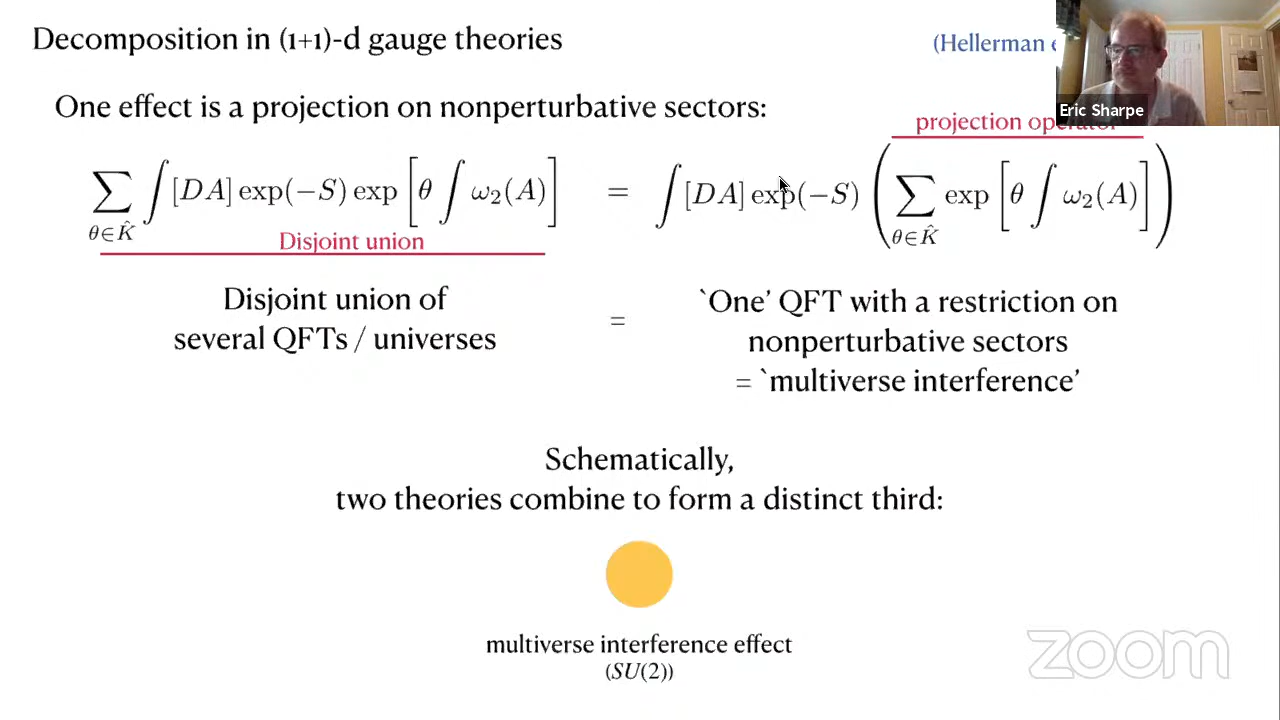 Decomposition in (1+1)-d gauge theories
(Hellerman
Eric Sharpe
One effect is a projection on nonperturbative sectors:
projection operator
∑_{θ∈K̂} ∫[DA] exp(−S) exp[θ ∫ ω₂(A)] = ∫[DA] exp(−S) (∑_{θ∈K̂} exp[θ ∫ ω₂(A)])
Disjoint union
Disjoint union of
several QFTs / universes
=
`One' QFT with a restriction on
nonperturbative sectors
= `multiverse interference'
Schematically,
two theories combine to form a distinct third:
multiverse interference effect
(SU(2))
zoom